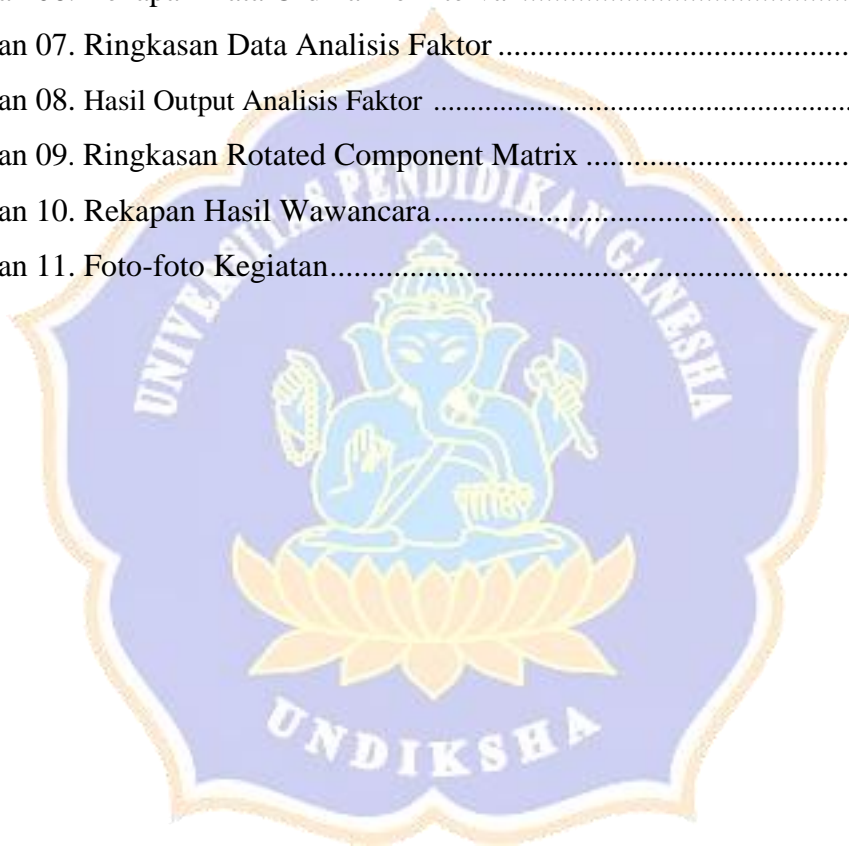 an 07. Ringkasan Data Analisis Faktor ............................................................
an 08. Hasil Output Analisis Faktor ............................................................
an 09. Ringkasan Rotated Component Matrix ............................................
an 10. Rekapan Hasil Wawancara....................................................................
an 11. Foto-foto Kegiatan..................................................................................
UNIVERSITAS PENDIDIKAN GANESHA
UNDIKSHA